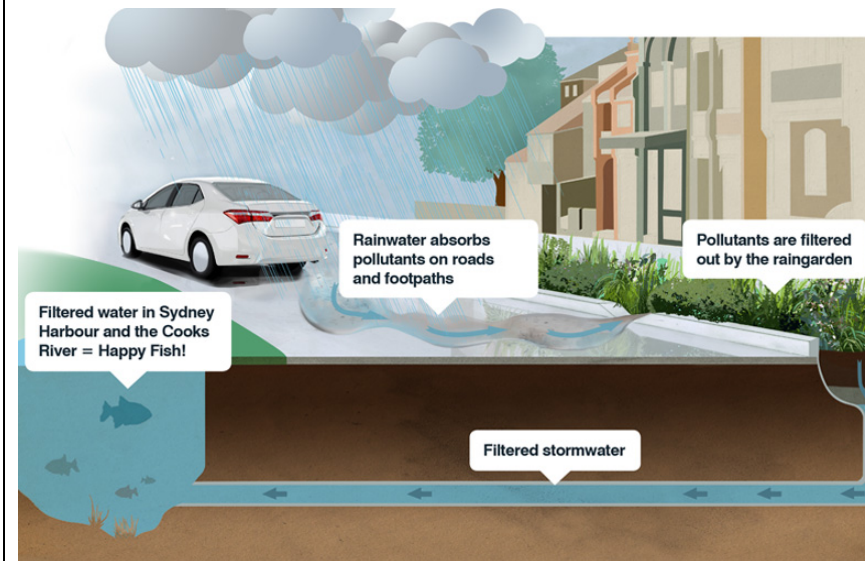 Rainwater absorbs
pollutants on roads
and footpaths
Pollutants are filtered
out by the raingarden
Filtered water in Sydney
Harbour and the Cooks
River = Happy Fish!
Filtered stormwater